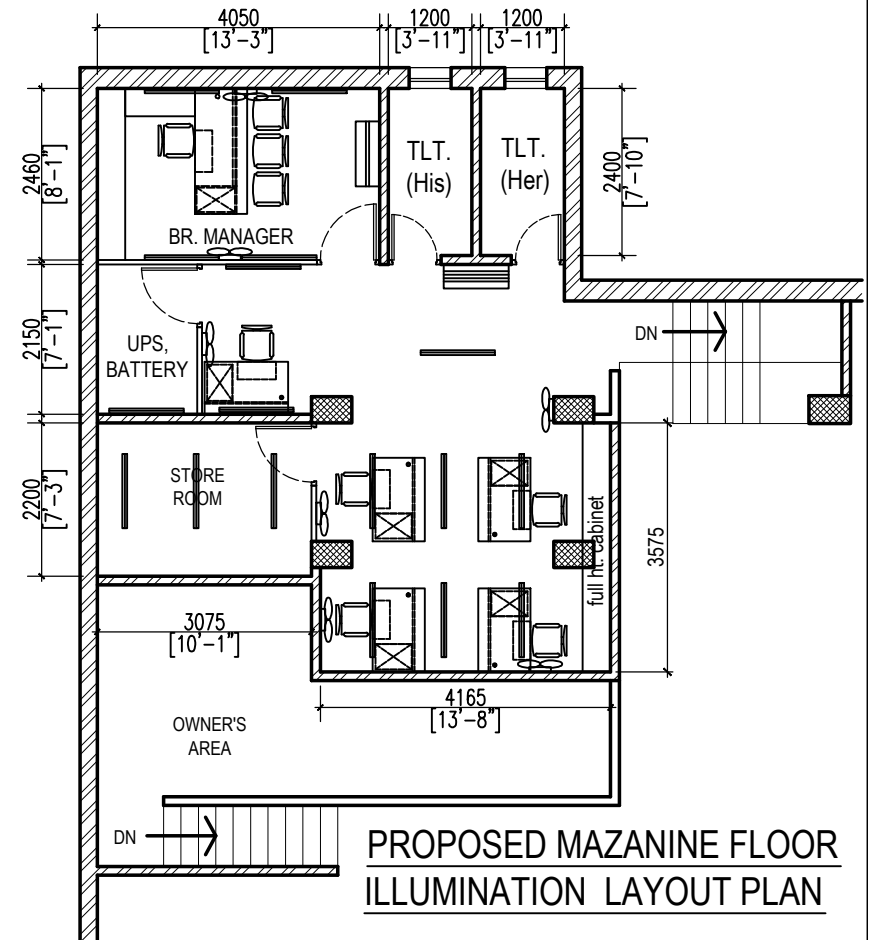 4050
[13'-3"]
1200
[3'-11"]
1200
[3'-11"]
2460
[8'-1"]
TLT.
(His)
TLT.
(Her)
2400
[7'-10"]
BR. MANAGER
2150
[7'-1"]
UPS,
BATTERY
DN
2200
[7'-3"]
STORE
ROOM
full ht. cabinet
3575
3075
[10'-1"]
4165
[13'-8"]
OWNER'S
AREA
DN
PROPOSED MAZANINE FLOOR
ILLUMINATION LAYOUT PLAN